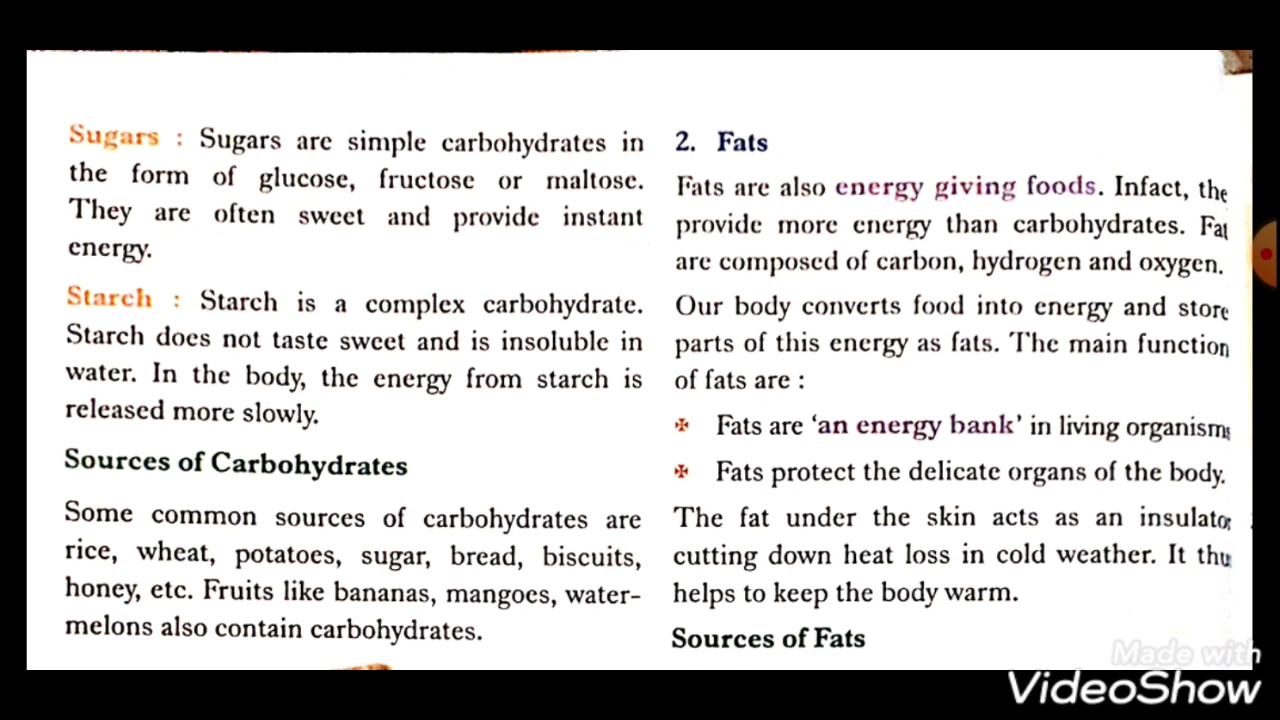 Sugars : Sugars are simple carbohydrates in
the form of glucose, fructose or maltose.
They are often sweet and provide instant
energy.
Starch : Starch is a complex carbohydrate.
Starch does not taste sweet and is insoluble in
water. In the body, the energy from starch is
released more slowly.
Sources of Carbohydrates
Some common sources of carbohydrates are
rice, wheat, potatoes, sugar, bread, biscuits,
honey, etc. Fruits like bananas, mangoes, water-
melons also contain carbohydrates.
2. Fats
Fats are also energy giving foods. Infact, the
provide more energy than carbohydrates. Fat
are composed of carbon, hydrogen and oxygen.
Our body converts food into energy and store
parts of this energy as fats. The main function
of fats are :
Fats are ‘an energy bank’ in living organisms
Fats protect the delicate organs of the body.
The fat under the skin acts as an insulator
cutting down heat loss in cold weather. It thu
helps to keep the body warm.
Sources of Fats
Made with
VideoShow